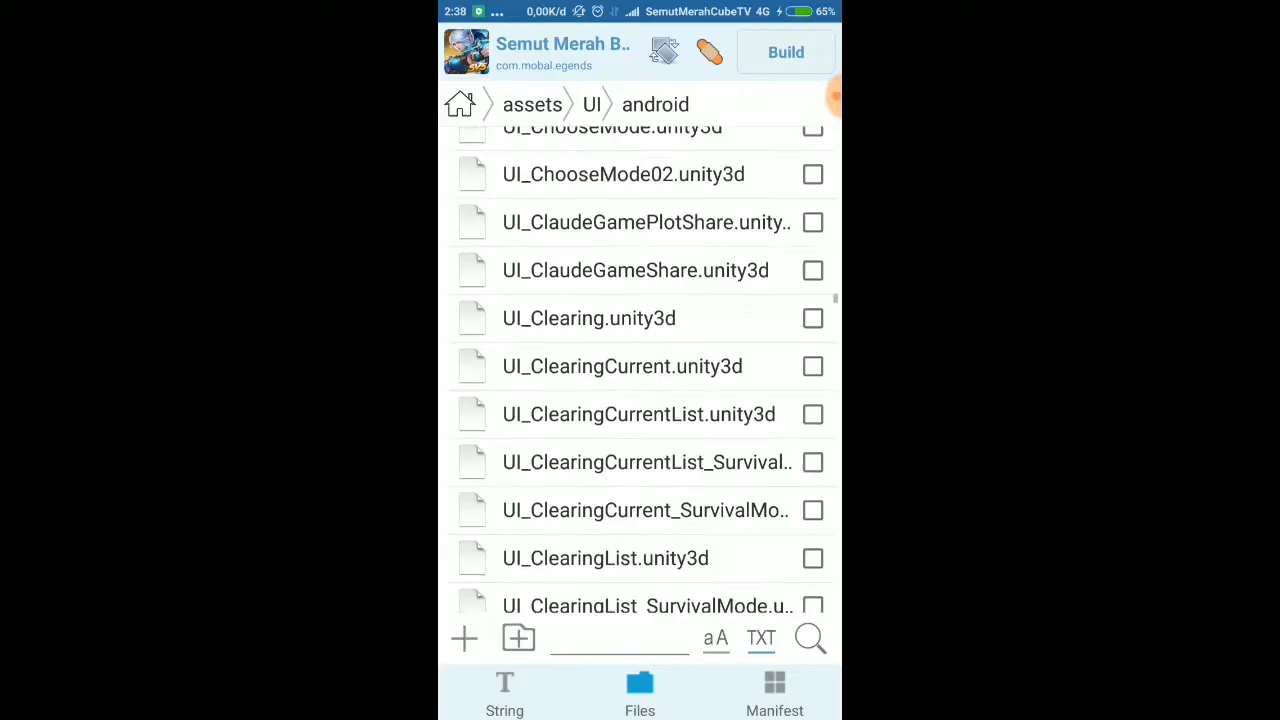 2:38 ... 0,00K/d SemutMerahCubeTV 4G 65%
Semut Merah B..
com.mobal.egends
Build
assets UI android
UI_ChooseMode.unity3d
UI_ChooseMode02.unity3d
UI_ClaudeGamePlotShare.unity..
UI_ClaudeGameShare.unity3d
UI_Clearing.unity3d
UI_ClearingCurrent.unity3d
UI_ClearingCurrentList.unity3d
UI_ClearingCurrentList_Survival..
UI_ClearingCurrent_SurvivalMo..
UI_ClearingList.unity3d
UI_ClearingList_SurvivalMode.u..
aA TXT
String Files Manifest